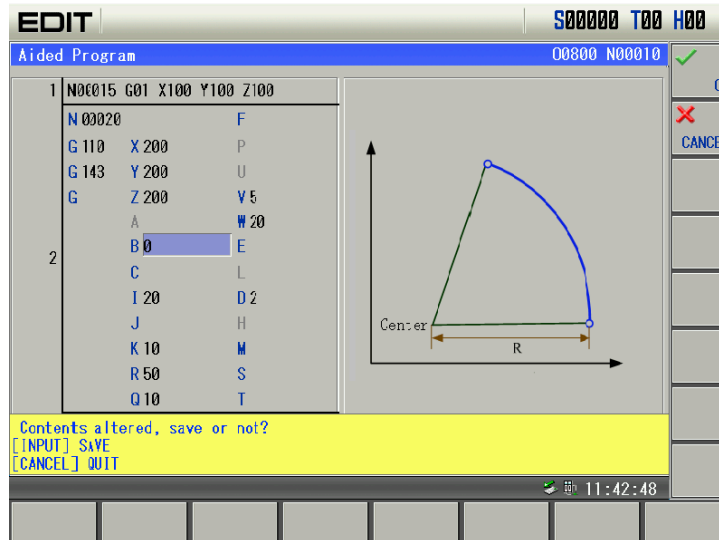 EDIT S00000 T00 H00
Aided Program O0800 N00010
1 N00015 G01 X100 Y100 Z100
N 00020 F
G 110 X 200 P
G 143 Y 200 U
G Z 200 V 5
A W 20
2 B 0 E
C L
I 20 D 2
J H
K 10 M
R 50 S
Q 10 T
Center
R
CANCE
Contents altered, save or not?
[INPUT] SAVE
[CANCEL] QUIT
11:42:48